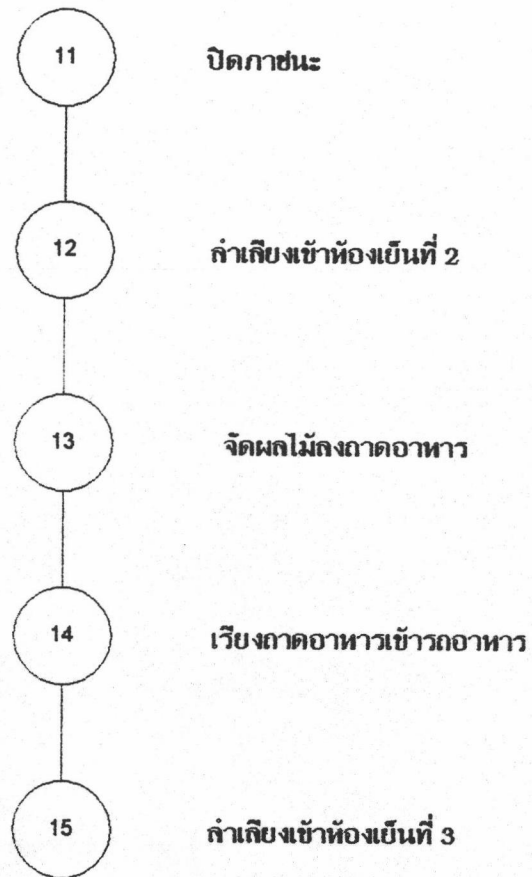 11 ปิดภาชนะ
12 ลำเลียงเข้าห้องเย็นที่ 2
13 จัดผลไม้ลงถาดอาหาร
14 เรียงถาดอาหารเข้ารถอาหาร
15 ลำเลียงเข้าห้องเย็นที่ 3